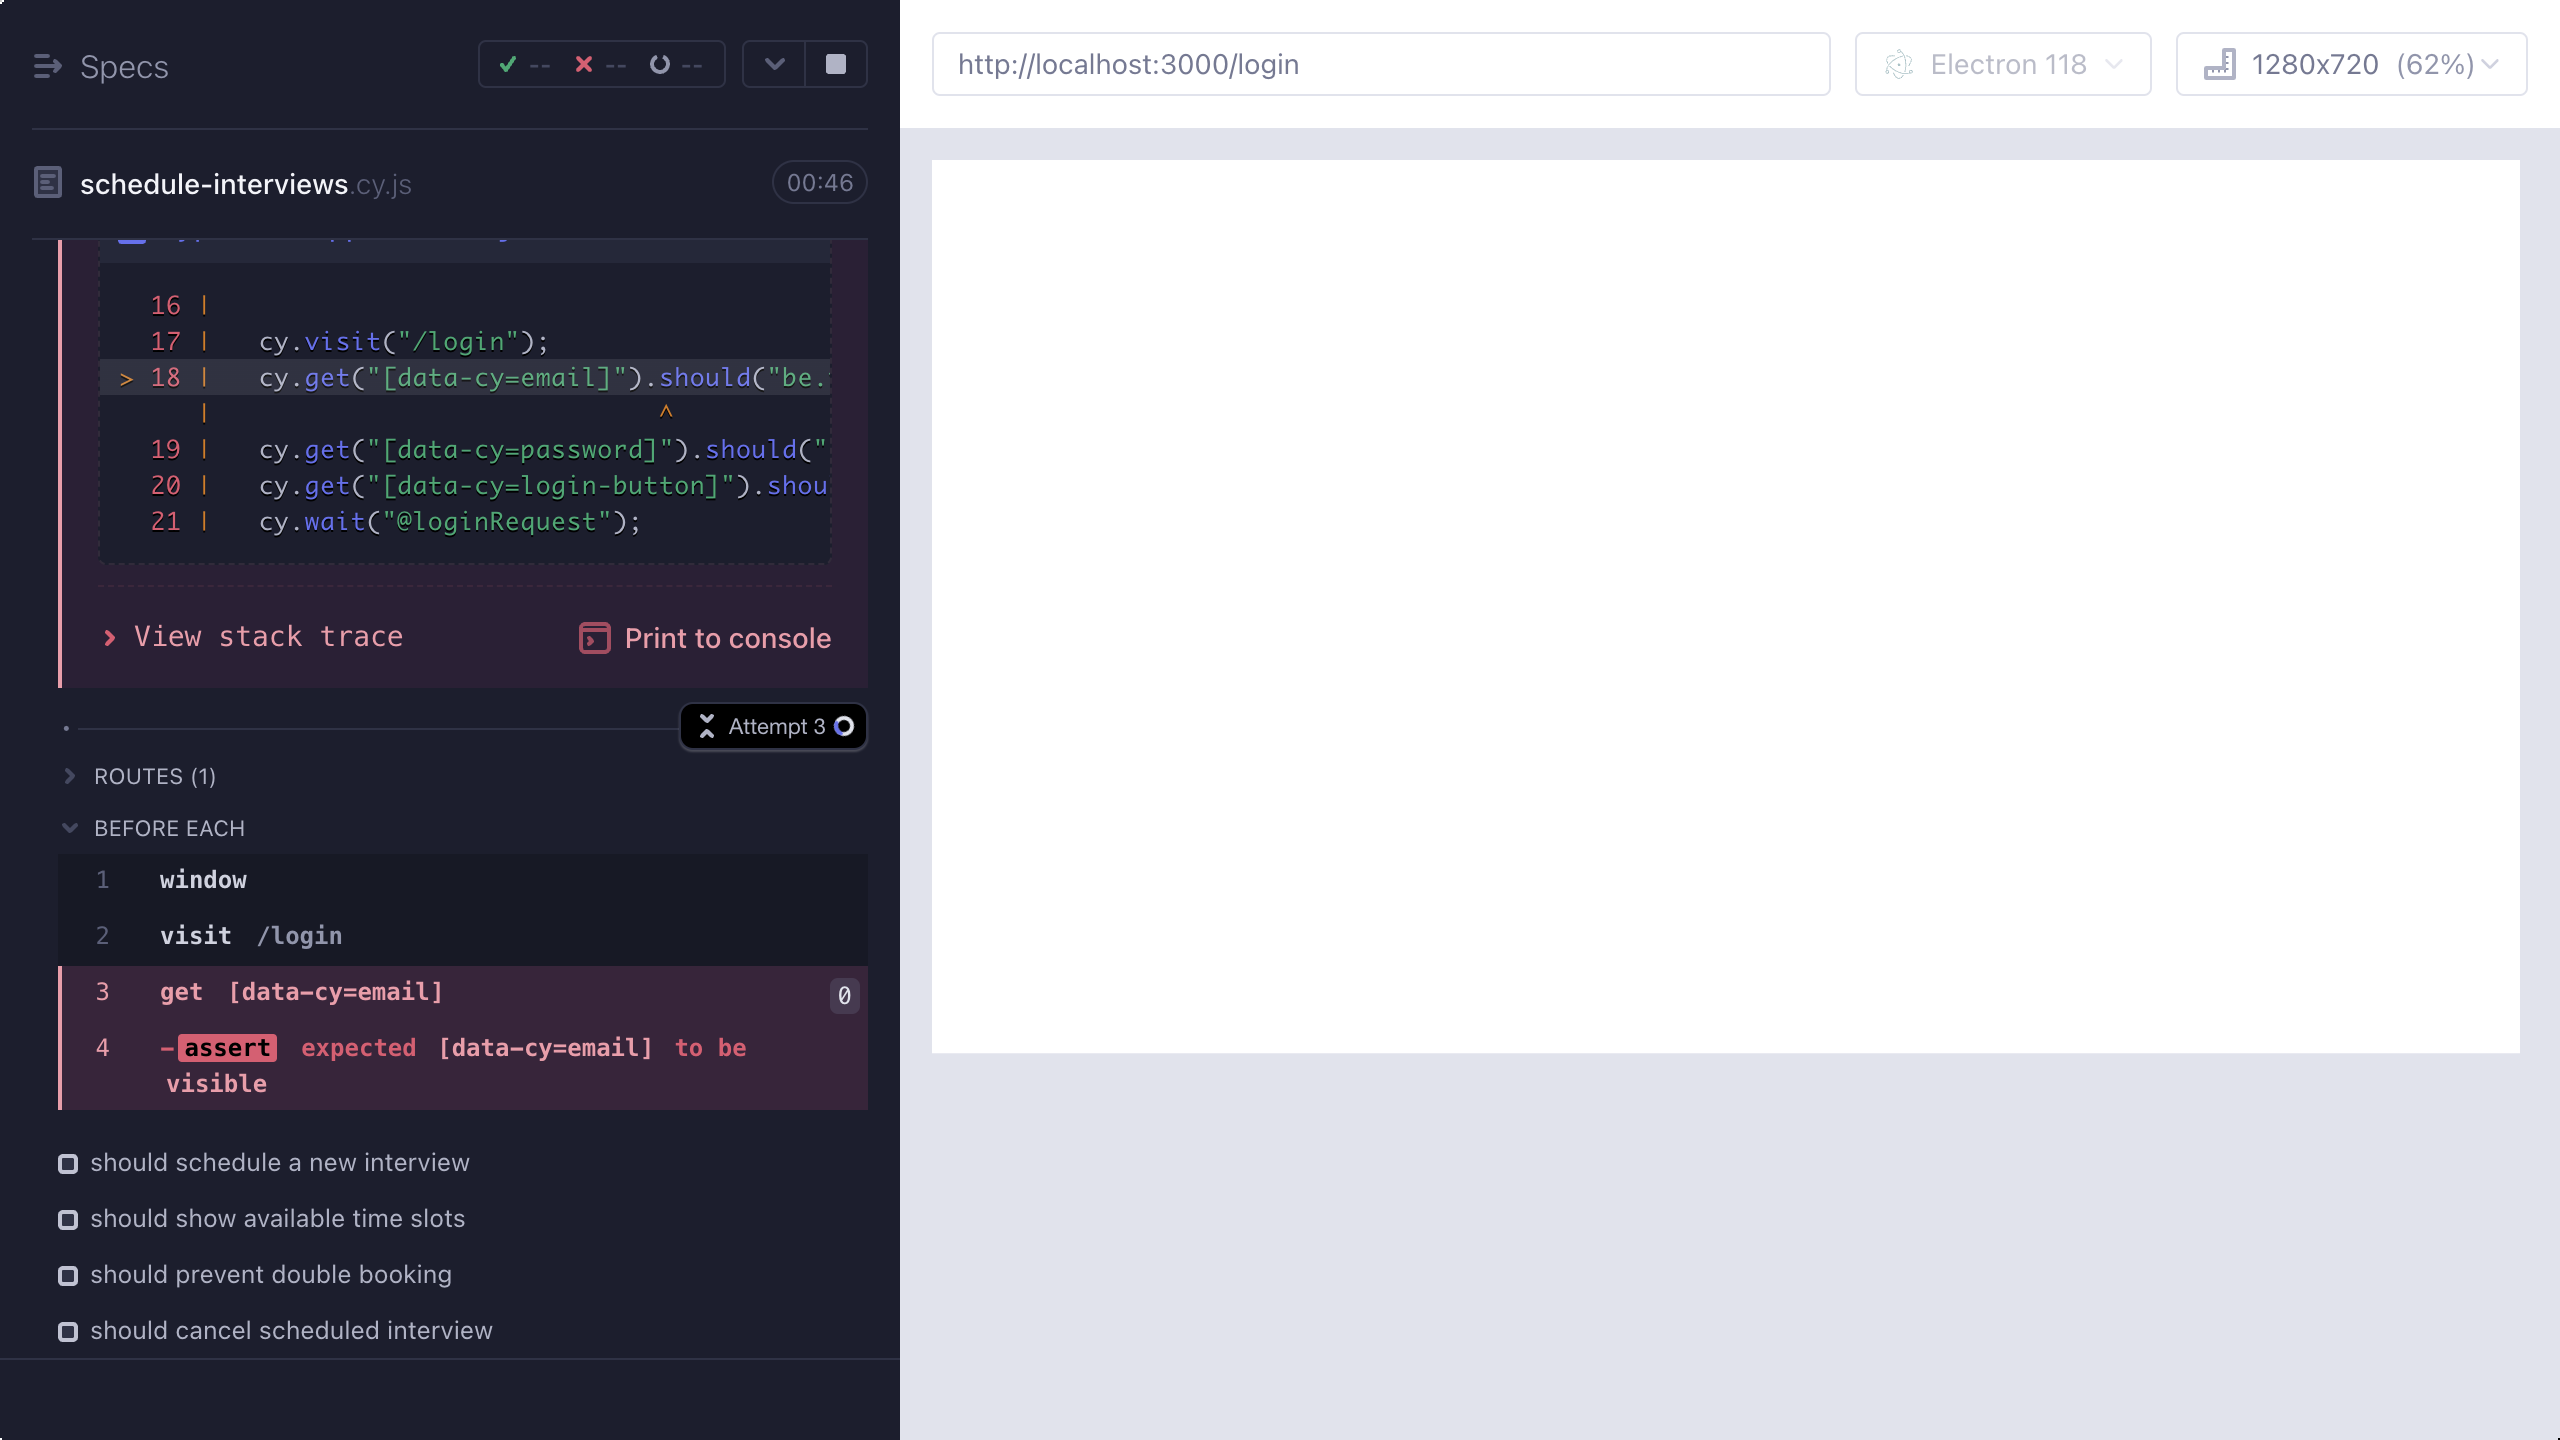 Specs
-- -- --
schedule-interviews.cy.js
00:46
16 |
17 | cy.visit("/login");
> 18 | cy.get("[data-cy=email]").should("be.
| ^
19 | cy.get("[data-cy=password]").should("
20 | cy.get("[data-cy=login-button]").shou
21 | cy.wait("@loginRequest");
View stack trace
Print to console
Attempt 3
ROUTES (1)
BEFORE EACH
1 window
2 visit /login
3 get [data-cy=email] 0
4 -assert expected [data-cy=email] to be
visible
should schedule a new interview
should show available time slots
should prevent double booking
should cancel scheduled interview
http://localhost:3000/login
Electron 118
1280x720 (62%)